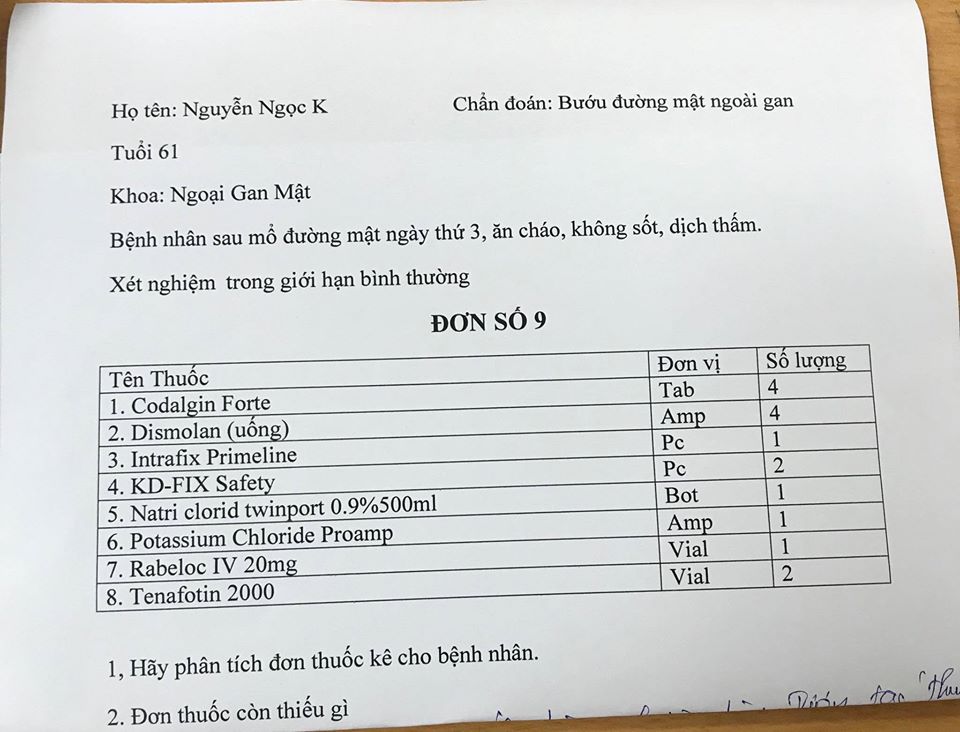 Họ tên: Nguyễn Ngọc K Chẩn đoán: Bướu đường mật ngoài gan
Tuổi 61
Khoa: Ngoại Gan Mật
Bệnh nhân sau mổ đường mật ngày thứ 3, ăn cháo, không sốt, dịch thấm.
Xét nghiệm trong giới hạn bình thường
ĐƠN SỐ 9
Tên Thuốc Đơn vị Số lượng
1. Codalgin Forte Tab 4
2. Dismolan (uống) Amp 4
3. Intrafix Primeline Pc 1
4. KD-FIX Safety Pc 2
5. Natri clorid twinport 0.9%500ml Bot 1
6. Potassium Chloride Proamp Amp 1
7. Rabeloc IV 20mg Vial 1
8. Tenafotin 2000 Vial 2
1, Hãy phân tích đơn thuốc kê cho bệnh nhân.
2. Đơn thuốc còn thiếu gì